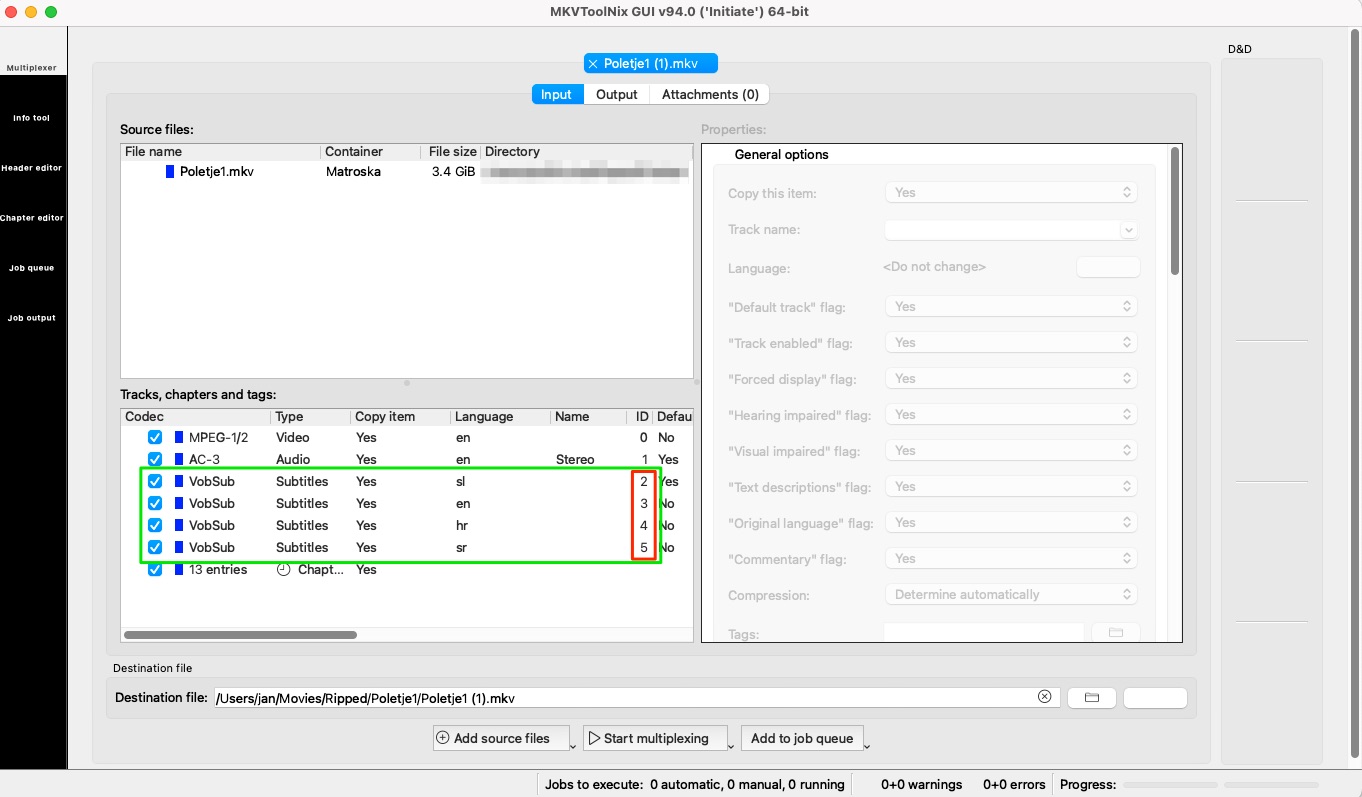 MKVToolNix GUI v94.0 ('Initiate') 64-bit
Multiplexer
Info tool
Header editor
Chapter editor
Job queue
Job output
D&D
Poletje1 (1).mkv
Input Output Attachments (0)
Source files:
File name Container File size Directory
Poletje1.mkv Matroska 3.4 GiB
Properties:
General options
Copy this item: Yes
Track name:
Language: <Do not change>
"Default track" flag: Yes
"Track enabled" flag: Yes
"Forced display" flag: Yes
"Hearing impaired" flag: Yes
"Visual impaired" flag: Yes
"Text descriptions" flag: Yes
"Original language" flag: Yes
"Commentary" flag: Yes
Compression: Determine automatically
Tags:
Tracks, chapters and tags:
Codec Type Copy item Language Name ID Defau
MPEG-1/2 Video Yes en 0 No
AC-3 Audio Yes en Stereo 1 Yes
VobSub Subtitles Yes sl 2 Yes
VobSub Subtitles Yes en 3 No
VobSub Subtitles Yes hr 4 No
VobSub Subtitles Yes sr 5 No
13 entries Chapt... Yes
Destination file
Destination file: /Users/jan/Movies/Ripped/Poletje1/Poletje1 (1).mkv
Add source files Start multiplexing Add to job queue
Jobs to execute: 0 automatic, 0 manual, 0 running 0+0 warnings 0+0 errors Progress: